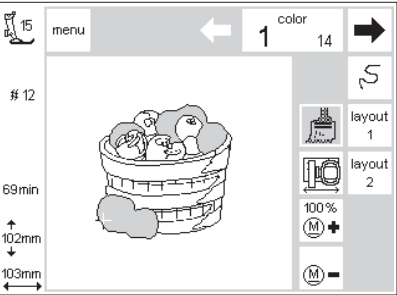 15
menu
color
1 14
# 12
layout
1
layout
2
69min
100%
M +
102mm
M -
103mm